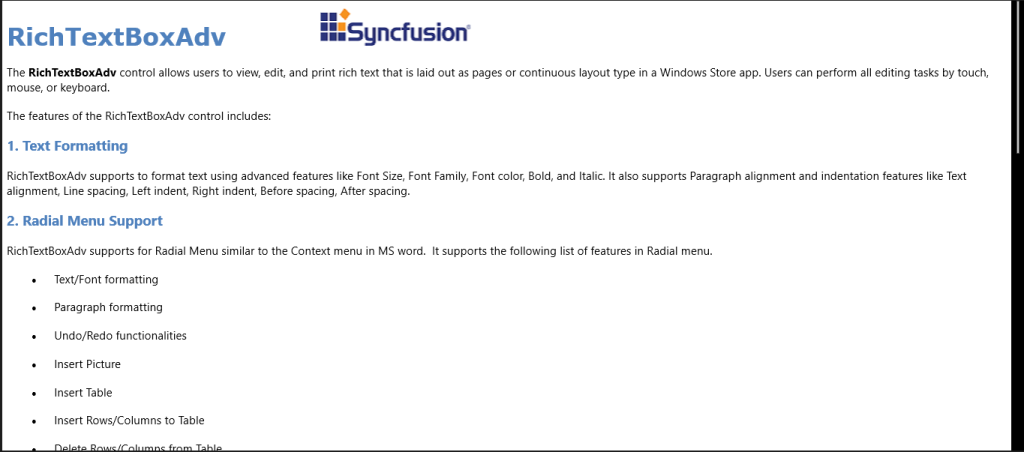 RichTextBoxAdv
Syncfusion®
The RichTextBoxAdv control allows users to view, edit, and print rich text that is laid out as pages or continuous layout type in a Windows Store app. Users can perform all editing tasks by touch,
mouse, or keyboard.
The features of the RichTextBoxAdv control includes:
1. Text Formatting
RichTextBoxAdv supports to format text using advanced features like Font Size, Font Family, Font color, Bold, and Italic. It also supports Paragraph alignment and indentation features like Text
alignment, Line spacing, Left indent, Right indent, Before spacing, After spacing.
2. Radial Menu Support
RichTextBoxAdv supports for Radial Menu similar to the Context menu in MS word.  It supports the following list of features in Radial menu.
• Text/Font formatting
• Paragraph formatting
• Undo/Redo functionalities
• Insert Picture
• Insert Table
• Insert Rows/Columns to Table
• Delete Rows/Columns from Table